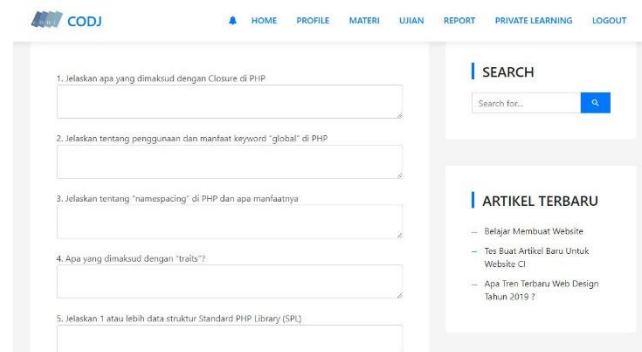 CODJ
HOME PROFILE MATERI UJIAN REPORT PRIVATE LEARNING LOGOUT
1. Jelaskan apa yang dimaksud dengan Closure di PHP
2. Jelaskan tentang penggunaan dan manfaat keyword "global" di PHP
3. Jelaskan tentang "namespacing" di PHP dan apa manfaatnya
4. Apa yang dimaksud dengan "traits"?
5. Jelaskan 1 atau lebih data struktur Standard PHP Library (SPL)
SEARCH
Search for...
ARTIKEL TERBARU
— Belajar Membuat Website
— Tes Buat Artikel Baru Untuk
Website CI
— Apa Tren Terbaru Web Design
Tahun 2019 ?